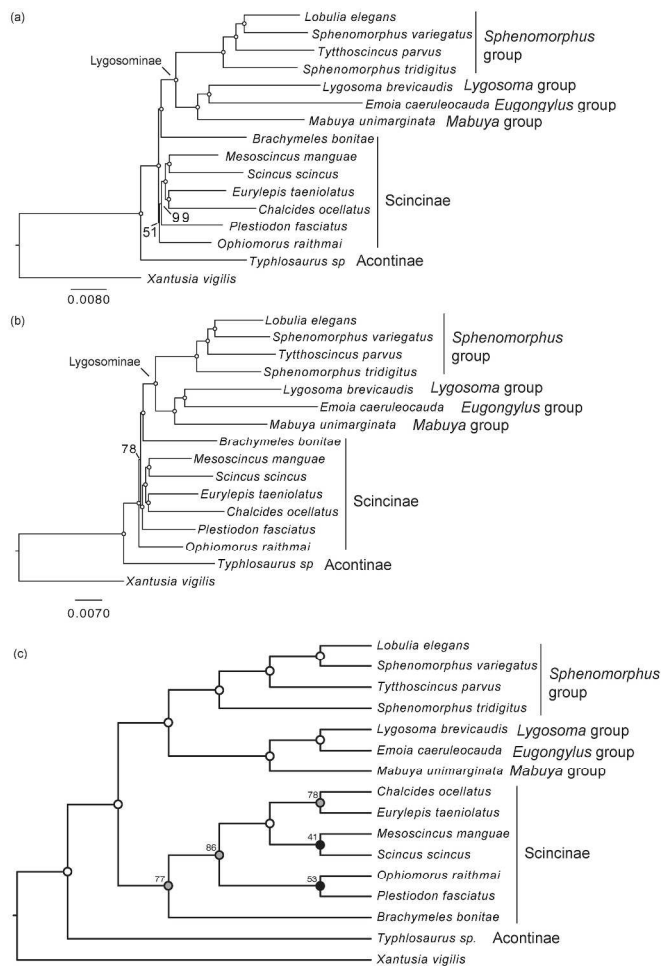 (a)
Lobulia elegans
Sphenomorphus variegatus
Tytthoscincus parvus
Sphenomorphus tridigitus
Sphenomorphus
group
Lygosominae
Lygosoma brevicaudis Lygosoma group
Emoia caeruleocauda Eugongylus group
Mabuya unimarginata Mabuya group
Brachymeles bonitae
Mesoscincus manguae
Scincus scincus
Eurylepis taeniolatus
Chalcides ocellatus
Plestiodon fasciatus
Ophiomorus raithmai
Scincinae
99
51
Typhlosaurus sp Acontinae
Xantusia vigilis
0.0080
(b)
Lobulia elegans
Sphenomorphus variegatus
Tytthoscincus parvus
Sphenomorphus tridigitus
Sphenomorphus
group
Lygosominae
Lygosoma brevicaudis Lygosoma group
Emoia caeruleocauda Eugongylus group
Mabuya unimarginata Mabuya group
Brachymeles bonitae
78
Mesoscincus manguae
Scincus scincus
Eurylepis taeniolatus
Chalcides ocellatus
Plestiodon fasciatus
Ophiomorus raithmai
Scincinae
Typhlosaurus sp Acontinae
Xantusia vigilis
0.0070
(c)
Lobulia elegans
Sphenomorphus variegatus
Tytthoscincus parvus
Sphenomorphus tridigitus
Sphenomorphus
group
Lygosoma brevicaudis Lygosoma group
Emoia caeruleocauda Eugongylus group
Mabuya unimarginata Mabuya group
Chalcides ocellatus
78
Eurylepis taeniolatus
Mesoscincus manguae
41
Scincus scincus
86
Ophiomorus raithmai
53
Plestiodon fasciatus
77
Brachymeles bonitae
Scincinae
Typhlosaurus sp. Acontinae
Xantusia vigilis